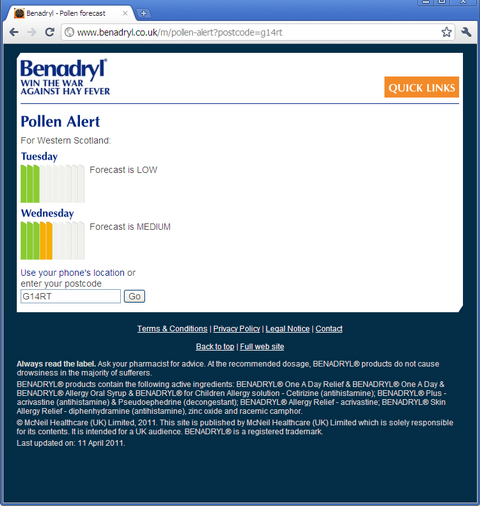 Benadryl - Pollen forecast
www.benadryl.co.uk/m/pollen-alert?postcode=g14rt
Benadryl®
WIN THE WAR
AGAINST HAY FEVER
QUICK LINKS
Pollen Alert
For Western Scotland:
Tuesday
Forecast is LOW
Wednesday
Forecast is MEDIUM
Use your phone's location or
enter your postcode
G14RT Go
Terms & Conditions | Privacy Policy | Legal Notice | Contact
Back to top | Full web site
Always read the label. Ask your pharmacist for advice. At the recommended dosage, BENADRYL® products do not cause
drowsiness in the majority of sufferers.
BENADRYL® products contain the following active ingredients: BENADRYL® One A Day Relief & BENADRYL® One A Day &
BENADRYL® Allergy Oral Syrup & BENADRYL® for Children Allergy solution - Cetirizine (antihistamine); BENADRYL® Plus -
acrivastine (antihistamine) & Pseudoephedrine (decongestant); BENADRYL® Allergy Relief - acrivastine; BENADRYL® Skin
Allergy Relief - diphenhydramine (antihistamine), zinc oxide and racemic camphor.
© McNeil Healthcare (UK) Limited, 2011. This site is published by McNeil Healthcare (UK) Limited which is solely responsible
for its contents. It is intended for a UK audience. BENADRYL® is a registered trademark.
Last updated on: 11 April 2011.